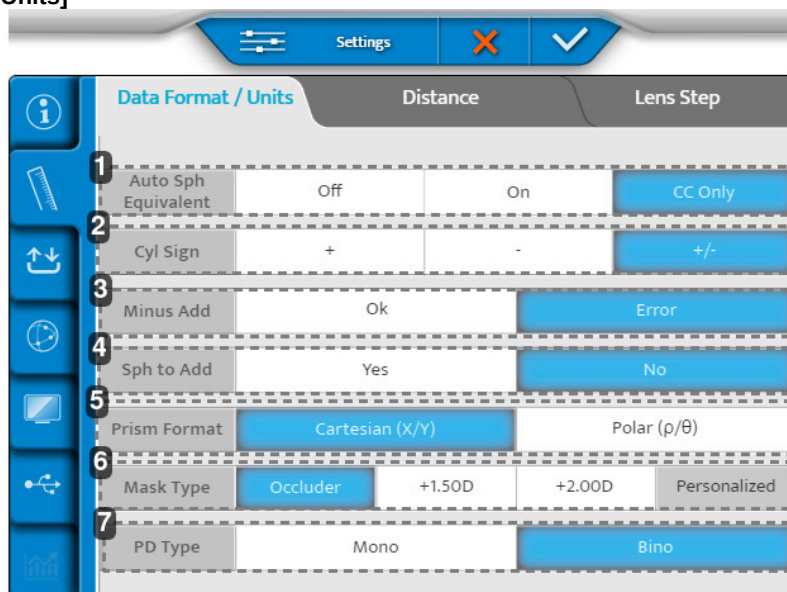 Units]
Settings
Data Format / Units Distance Lens Step
1
Auto Sph
Equivalent Off On CC Only
2
Cyl Sign + - +/-
3
Minus Add Ok Error
4
Sph to Add Yes No
5
Prism Format Cartesian (X/Y) Polar (ρ/θ)
6
Mask Type Occluder +1.50D +2.00D Personalized
7
PD Type Mono Bino